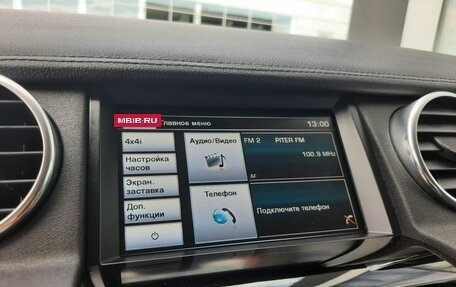 MBIB.RU
Главное меню
13:00
4x4i
Настройка
часов
Экран.
заставка
Доп.
функции
Аудио/Видео
Телефон
FM 2 PITER FM
100.9 MHz
AF
Подключите телефон